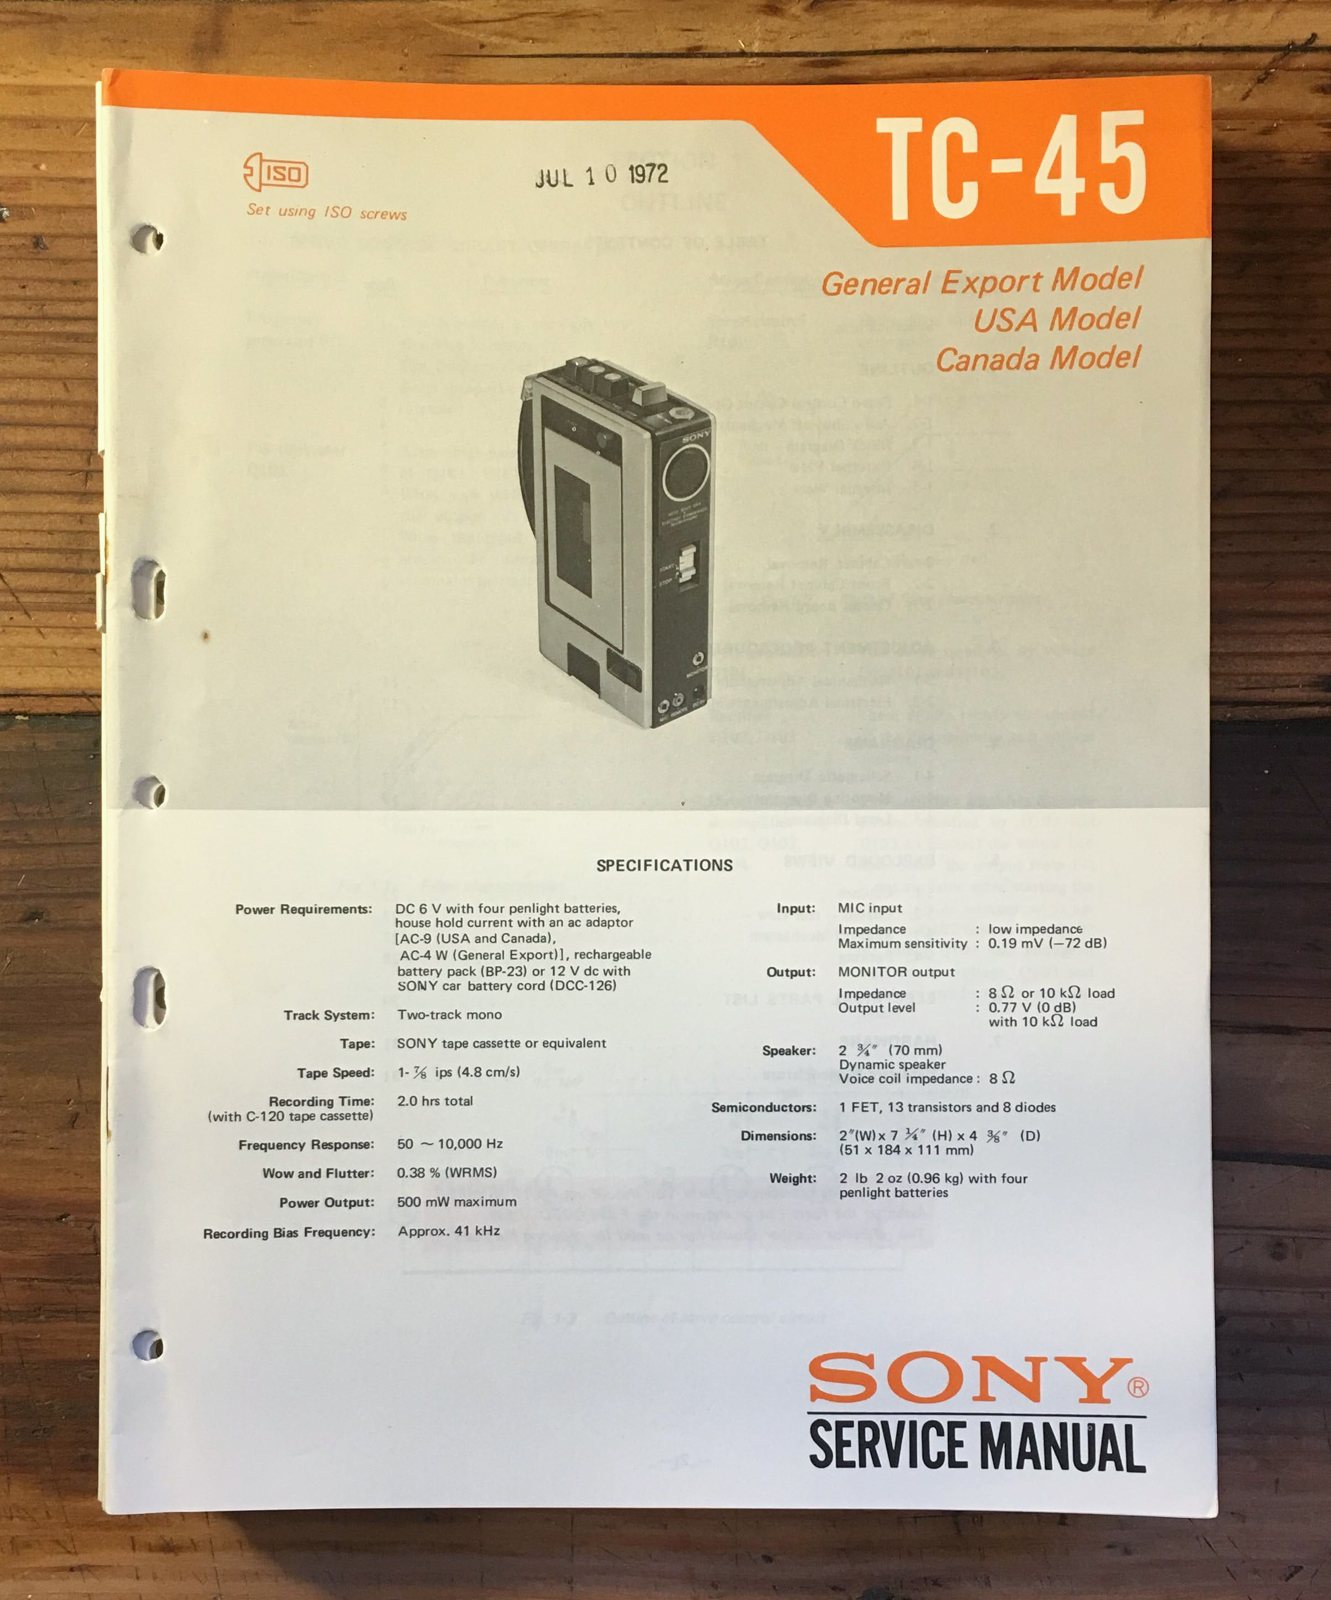 TC-45
ISO
Set using ISO screws
JUL 10 1972
General Export Model
USA Model
Canada Model
SONY
START
STOP
MONITOR
MIC
SPECIFICATIONS
Power Requirements: DC 6 V with four penlight batteries,
house hold current with an ac adaptor
[AC-9 (USA and Canada),
AC-4 W (General Export)], rechargeable
battery pack (BP-23) or 12 V dc with
SONY car battery cord (DCC-126)
Track System: Two-track mono
Tape: SONY tape cassette or equivalent
Tape Speed: 1-⅞ ips (4.8 cm/s)
Recording Time: 2.0 hrs total
(with C-120 tape cassette)
Frequency Response: 50 ~ 10,000 Hz
Wow and Flutter: 0.38 % (WRMS)
Power Output: 500 mW maximum
Recording Bias Frequency: Approx. 41 kHz
Input: MIC input
Impedance : low impedance
Maximum sensitivity : 0.19 mV (−72 dB)
Output: MONITOR output
Impedance : 8 Ω or 10 kΩ load
Output level : 0.77 V (0 dB)
with 10 kΩ load
Speaker: 2 ¾″ (70 mm)
Dynamic speaker
Voice coil impedance : 8 Ω
Semiconductors: 1 FET, 13 transistors and 8 diodes
Dimensions: 2″(W) x 7 ¼″ (H) x 4 ⅜″ (D)
(51 x 184 x 111 mm)
Weight: 2 lb 2 oz (0.96 kg) with four
penlight batteries
SONY®
SERVICE MANUAL